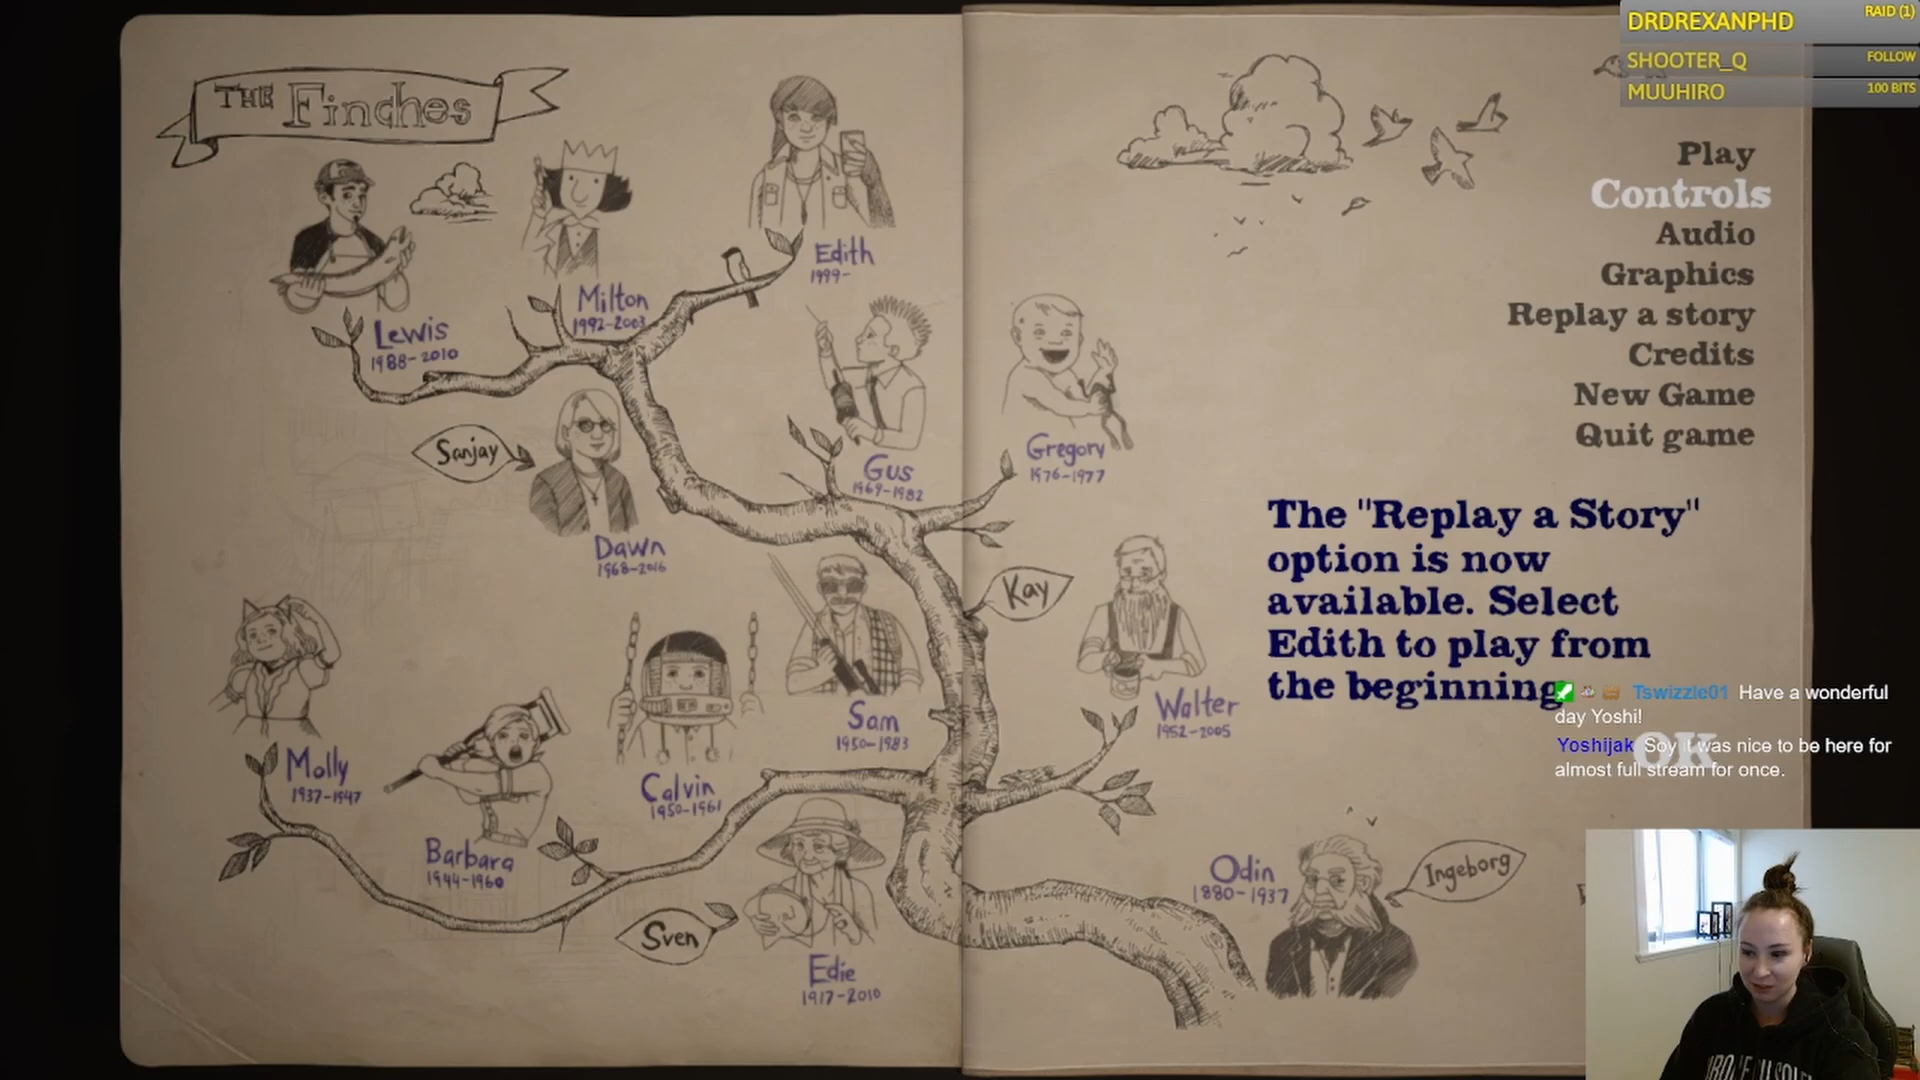 THE Finches
Edith
1999-
Milton
1992-2003
Lewis
1988-2010
Sanjay
Dawn
1968-2016
Gus
1969-1982
Gregory
1976-1977
Kay
Sam
1950-1983
Walter
1952-2005
Molly
1937-1947
Barbara
1944-1960
Calvin
1950-1961
Sven
Edie
1917-2010
Odin
1880-1937
Ingeborg
DRDREXANPHD RAID (1)
SHOOTER_Q FOLLOW
MUUHIRO 100 BITS
Play
Controls
Audio
Graphics
Replay a story
Credits
New Game
Quit game
The "Replay a Story"
option is now
available. Select
Edith to play from
the beginning
OK
Tswizzle01 Have a wonderful
day Yoshi!
Yoshijak Soy it was nice to be here for
almost full stream for once.